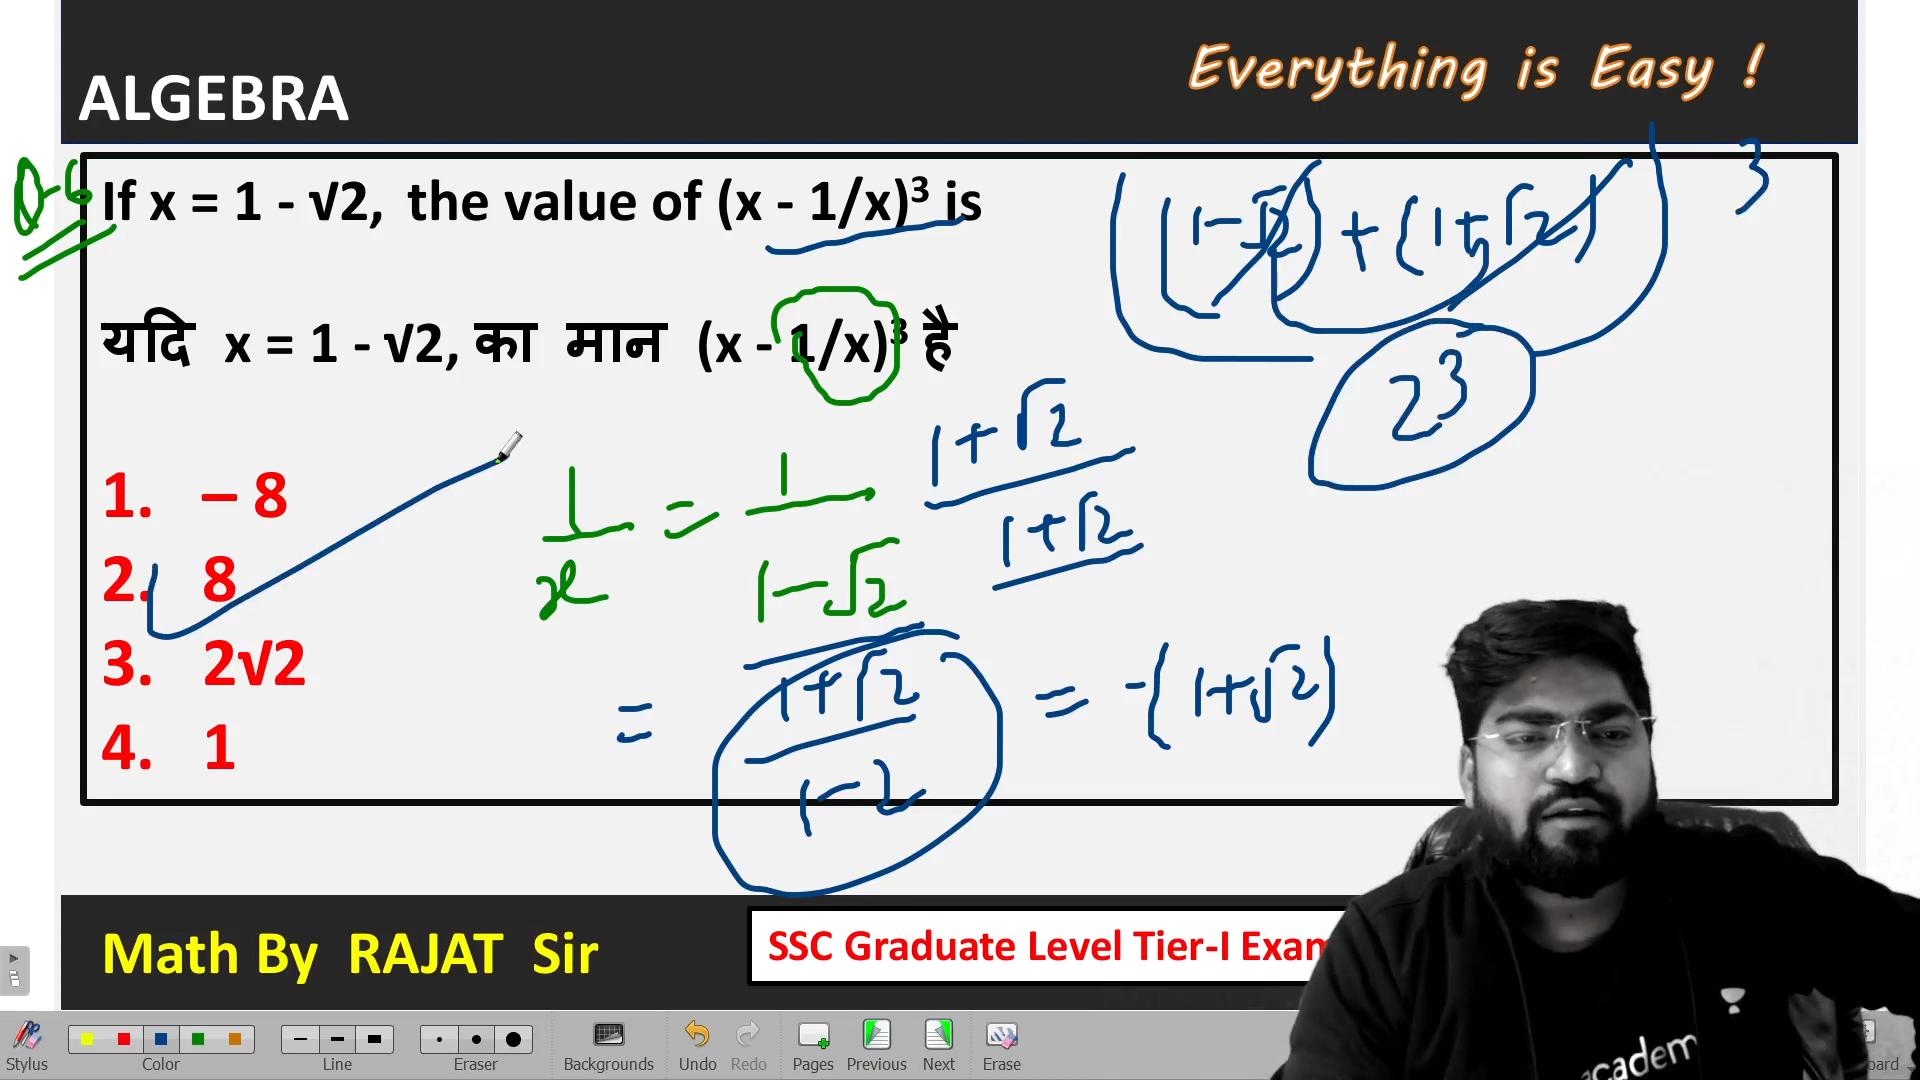 ALGEBRA
Everything is Easy !
Q-6
If x = 1 - √2, the value of (x - 1/x)³ is
यदि x = 1 - √2, का मान (x - 1/x)³ है
((1-√2) + (1+√2))³
2³
1. – 8
2. 8
3. 2√2
4. 1
1/x = 1/(1-√2) (1+√2)/(1+√2)
= (1+√2)/(1-2) = -(1+√2)
Math By RAJAT Sir
SSC Graduate Level Tier-I Exam
academ
Stylus
Color
Line
Eraser
Backgrounds
Undo
Redo
Pages
Previous
Next
Erase